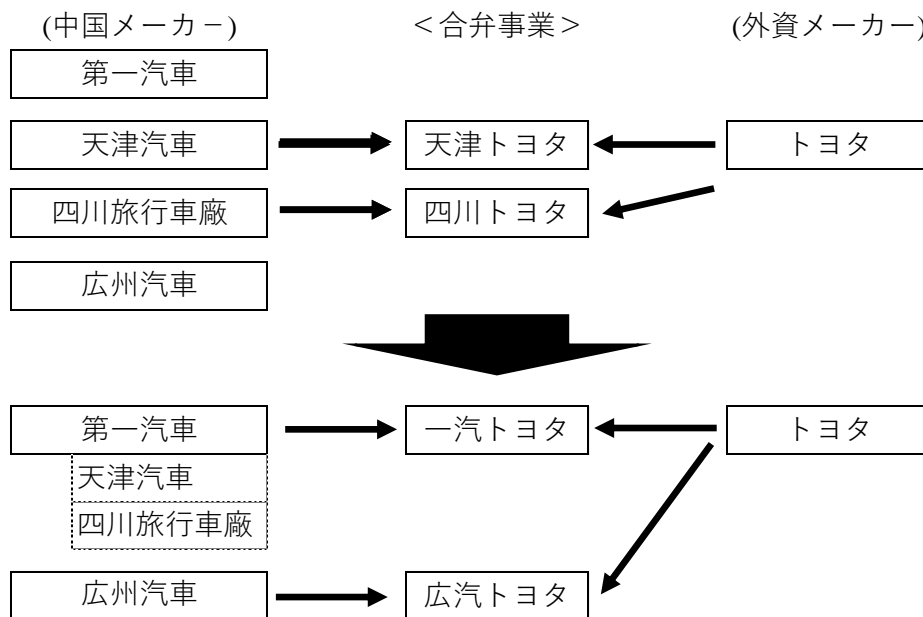 (中国メーカー) <合弁事業> (外資メーカー)
第一汽車
天津汽車 天津トヨタ トヨタ
四川旅行車廠 四川トヨタ
広州汽車
第一汽車 一汽トヨタ トヨタ
天津汽車
四川旅行車廠
広州汽車 広汽トヨタ